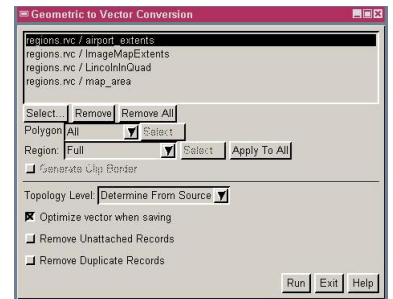 Geometric to Vector Conversion
regions.rvc / airport_extents
regions.rvc / ImageMapExtents
regions.rvc / LincolnInQuad
regions.rvc / map_area
Select... Remove Remove All
Polygon: All Select
Region: Full Select Apply To All
Generate Clip Border
Topology Level: Determine From Source
Optimize vector when saving
Remove Unattached Records
Remove Duplicate Records
Run Exit Help